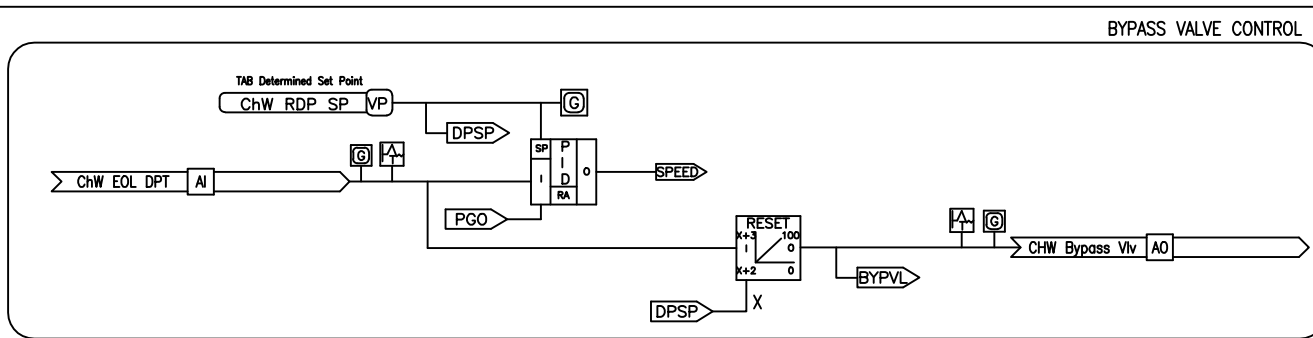 BYPASS VALVE CONTROL
TAB Determined Set Point
ChW RDP SP VP
G
DPSP
SP P I D O
I RA
G
ChW EOL DPT AI
SPEED
PGO
RESET
X+3 100
I O
X+2 0
G
CHW Bypass Vlv AO
BYPVL
DPSP X